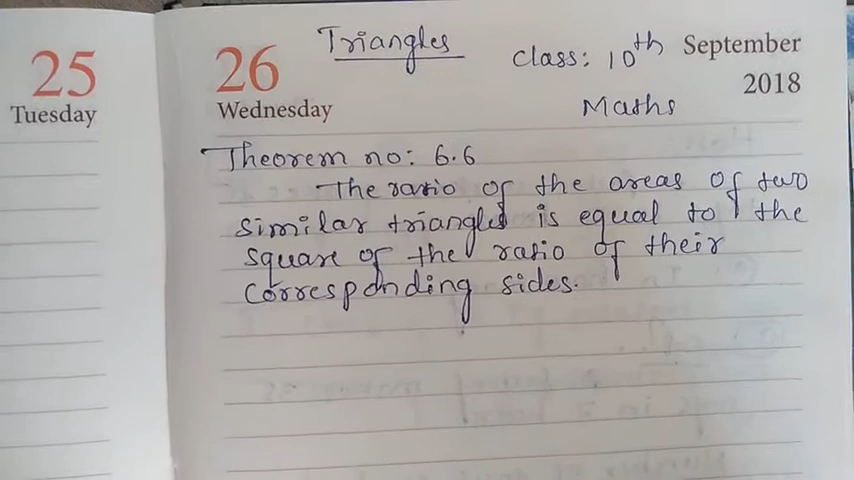 25
Tuesday
26
Wednesday
Triangles
Class: 10th
September
2018
Maths
Theorem no: 6.6
The ratio of the areas of two
similar triangles is equal to the
square of the ratio of their
corresponding sides.